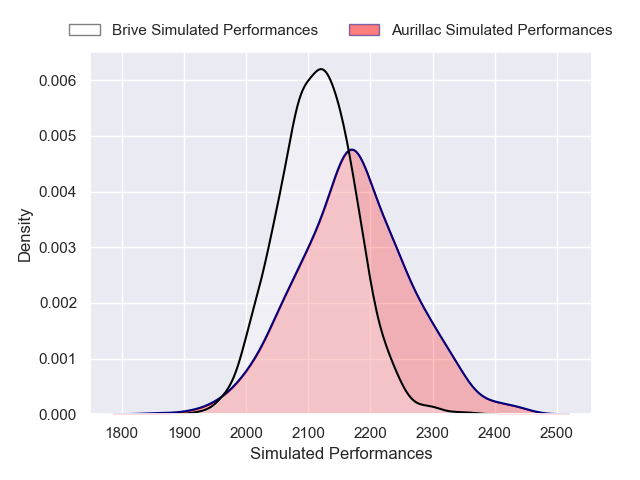 Brive Simulated Performances Aurillac Simulated Performances
0.006
0.005
0.004
0.003
0.002
0.001
0.000
Density
1800 1900 2000 2100 2200 2300 2400 2500
Simulated Performances